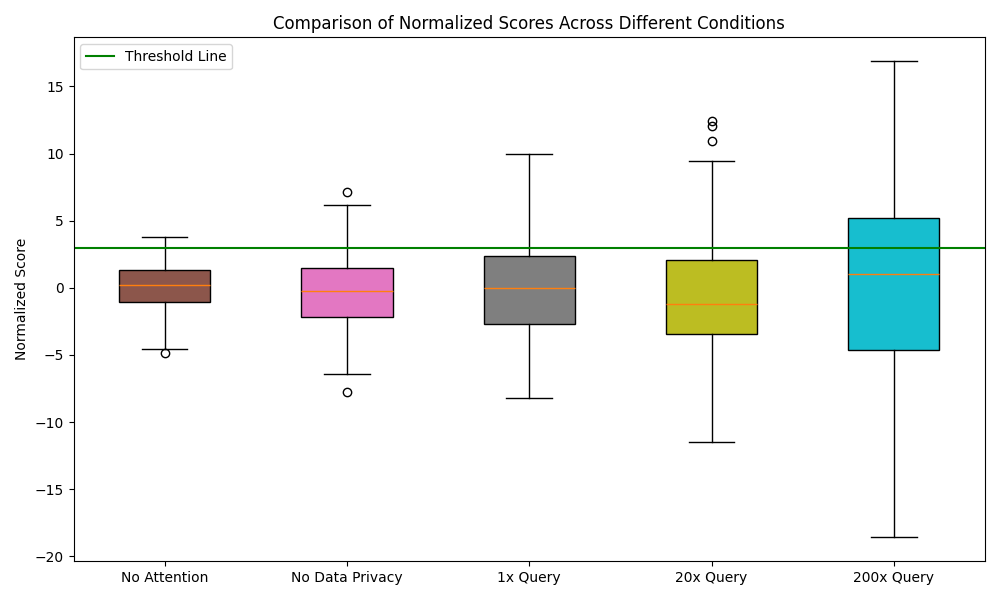 Comparison of Normalized Scores Across Different Conditions
Threshold Line
Normalized Score
15
10
5
0
−5
−10
−15
−20
No Attention
No Data Privacy
1x Query
20x Query
200x Query